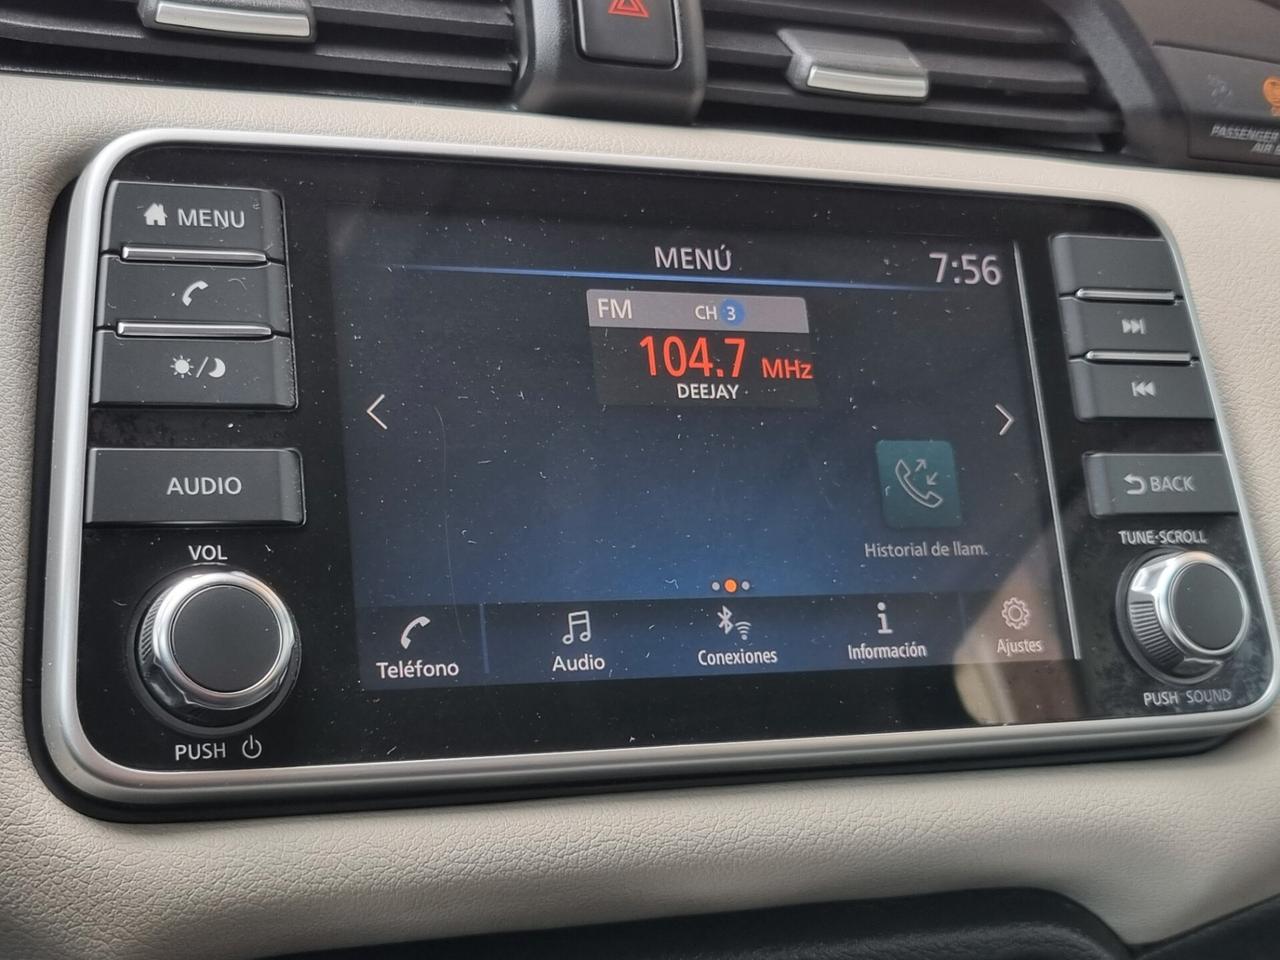 PASSENGER
AIR
MENU
AUDIO
VOL
PUSH
MENÚ
7:56
FM CH 3
104.7 MHz
DEEJAY
Historial de llam.
Teléfono
Audio
Conexiones
Información
Ajustes
BACK
TUNE·SCROLL
PUSH SOUND